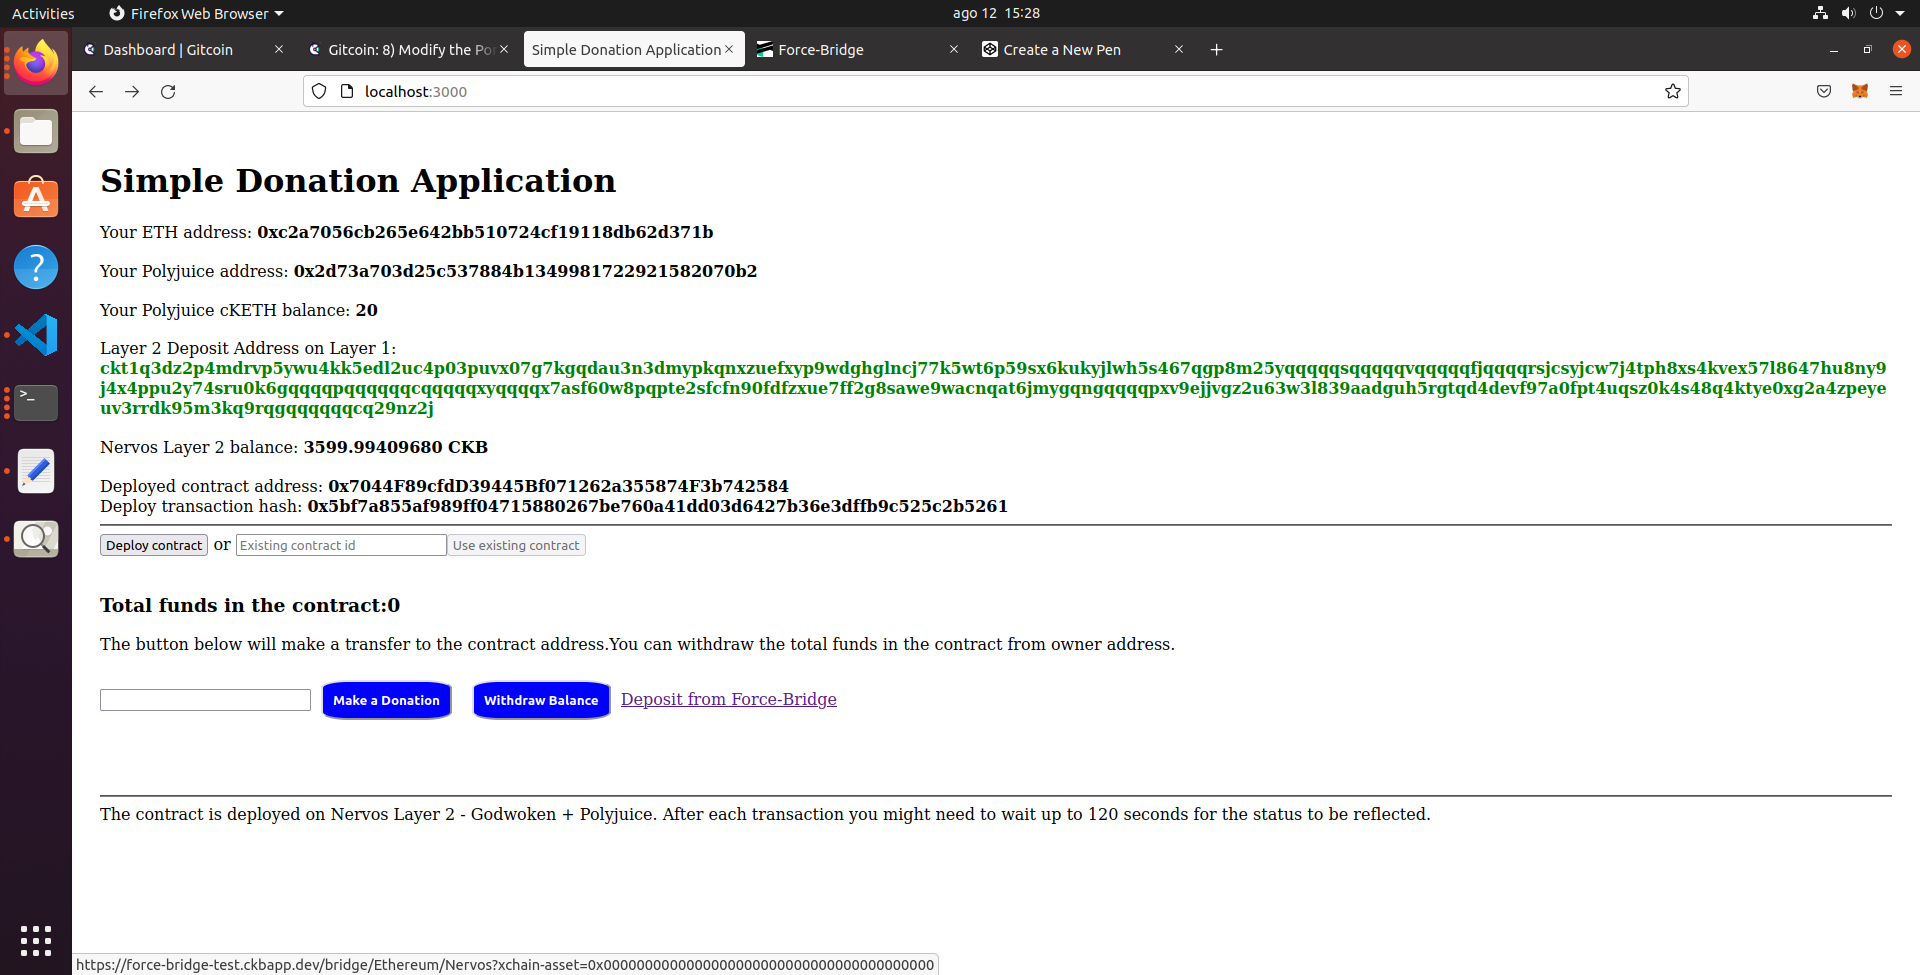 Activities Firefox Web Browser ago 12 15:28
Dashboard | Gitcoin Gitcoin: 8) Modify the Por Simple Donation Application Force-Bridge Create a New Pen
localhost:3000
Simple Donation Application
Your ETH address: 0xc2a7056cb265e642bb510724cf19118db62d371b
Your Polyjuice address: 0x2d73a703d25c537884b1349981722921582070b2
Your Polyjuice cKETH balance: 20
Layer 2 Deposit Address on Layer 1:
ckt1q3dz2p4mdrvp5ywu4kk5edl2uc4p03puvx07g7kgqdau3n3dmypkqnxzuefxyp9wdghglncj77k5wt6p59sx6kukyjlwh5s467qgp8m25yqqqqqsqqqqqvqqqqqfjqqqqrsjcsyjcw7j4tph8xs4kvex57l8647hu8ny9
j4x4ppu2y74sru0k6gqqqqpqqqqqqcqqqqqxyqqqqx7asf60w8pqpte2sfcfn90fdfzxue7ff2g8sawe9wacnqat6jmygqngqqqqpxv9ejjvgz2u63w3l839aadguh5rgtqd4devf97a0fpt4uqsz0k4s48q4ktye0xg2a4zpeye
uv3rrdk95m3kq9rqgqqqqqqcq29nz2j
Nervos Layer 2 balance: 3599.99409680 CKB
Deployed contract address: 0x7044F89cfdD39445Bf071262a355874F3b742584
Deploy transaction hash: 0x5bf7a855af989ff04715880267be760a41dd03d6427b36e3dffb9c525c2b5261
Deploy contract or Existing contract id Use existing contract
Total funds in the contract:0
The button below will make a transfer to the contract address.You can withdraw the total funds in the contract from owner address.
Make a Donation Withdraw Balance Deposit from Force-Bridge
The contract is deployed on Nervos Layer 2 - Godwoken + Polyjuice. After each transaction you might need to wait up to 120 seconds for the status to be reflected.
https://force-bridge-test.ckbapp.dev/bridge/Ethereum/Nervos?xchain-asset=0x0000000000000000000000000000000000000000